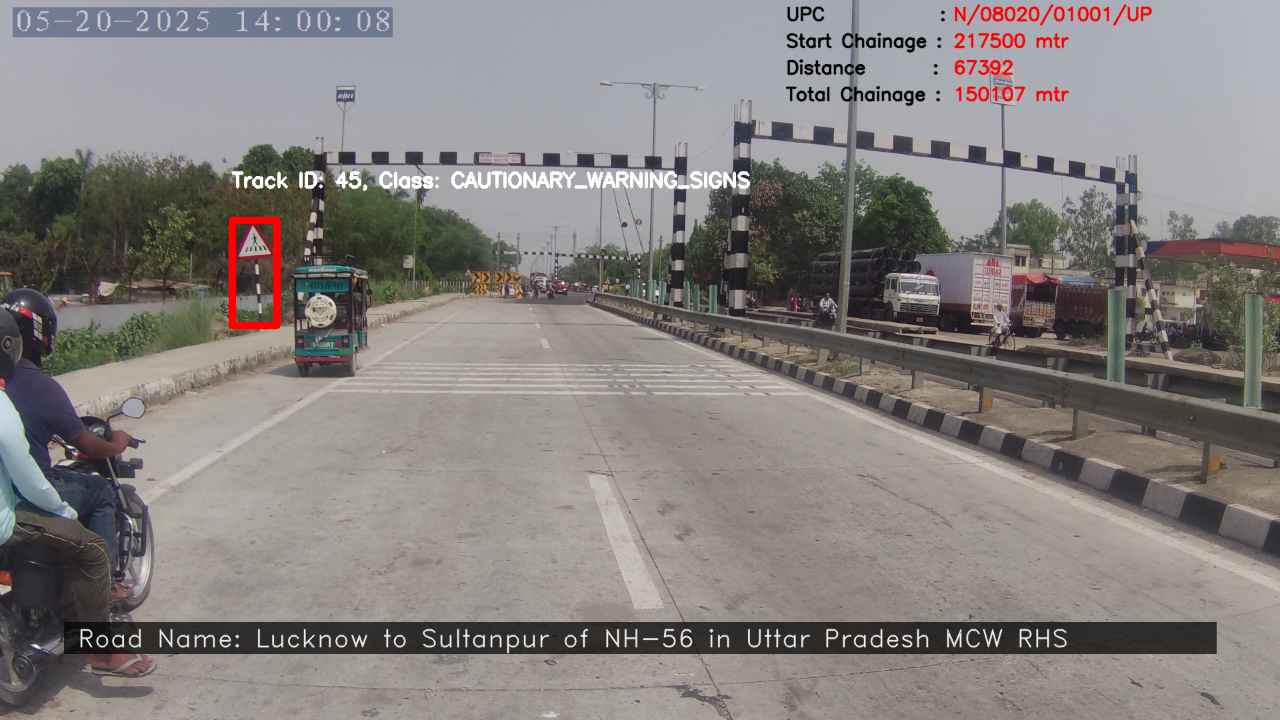 05-20-2025 14:00:08
UPC : N/08020/01001/UP
Start Chainage : 217500 mtr
Distance : 67392
Total Chainage : 150107 mtr
Track ID: 45, Class: CAUTIONARY_WARNING_SIGNS
Road Name: Lucknow to Sultanpur of NH-56 in Uttar Pradesh MCW RHS